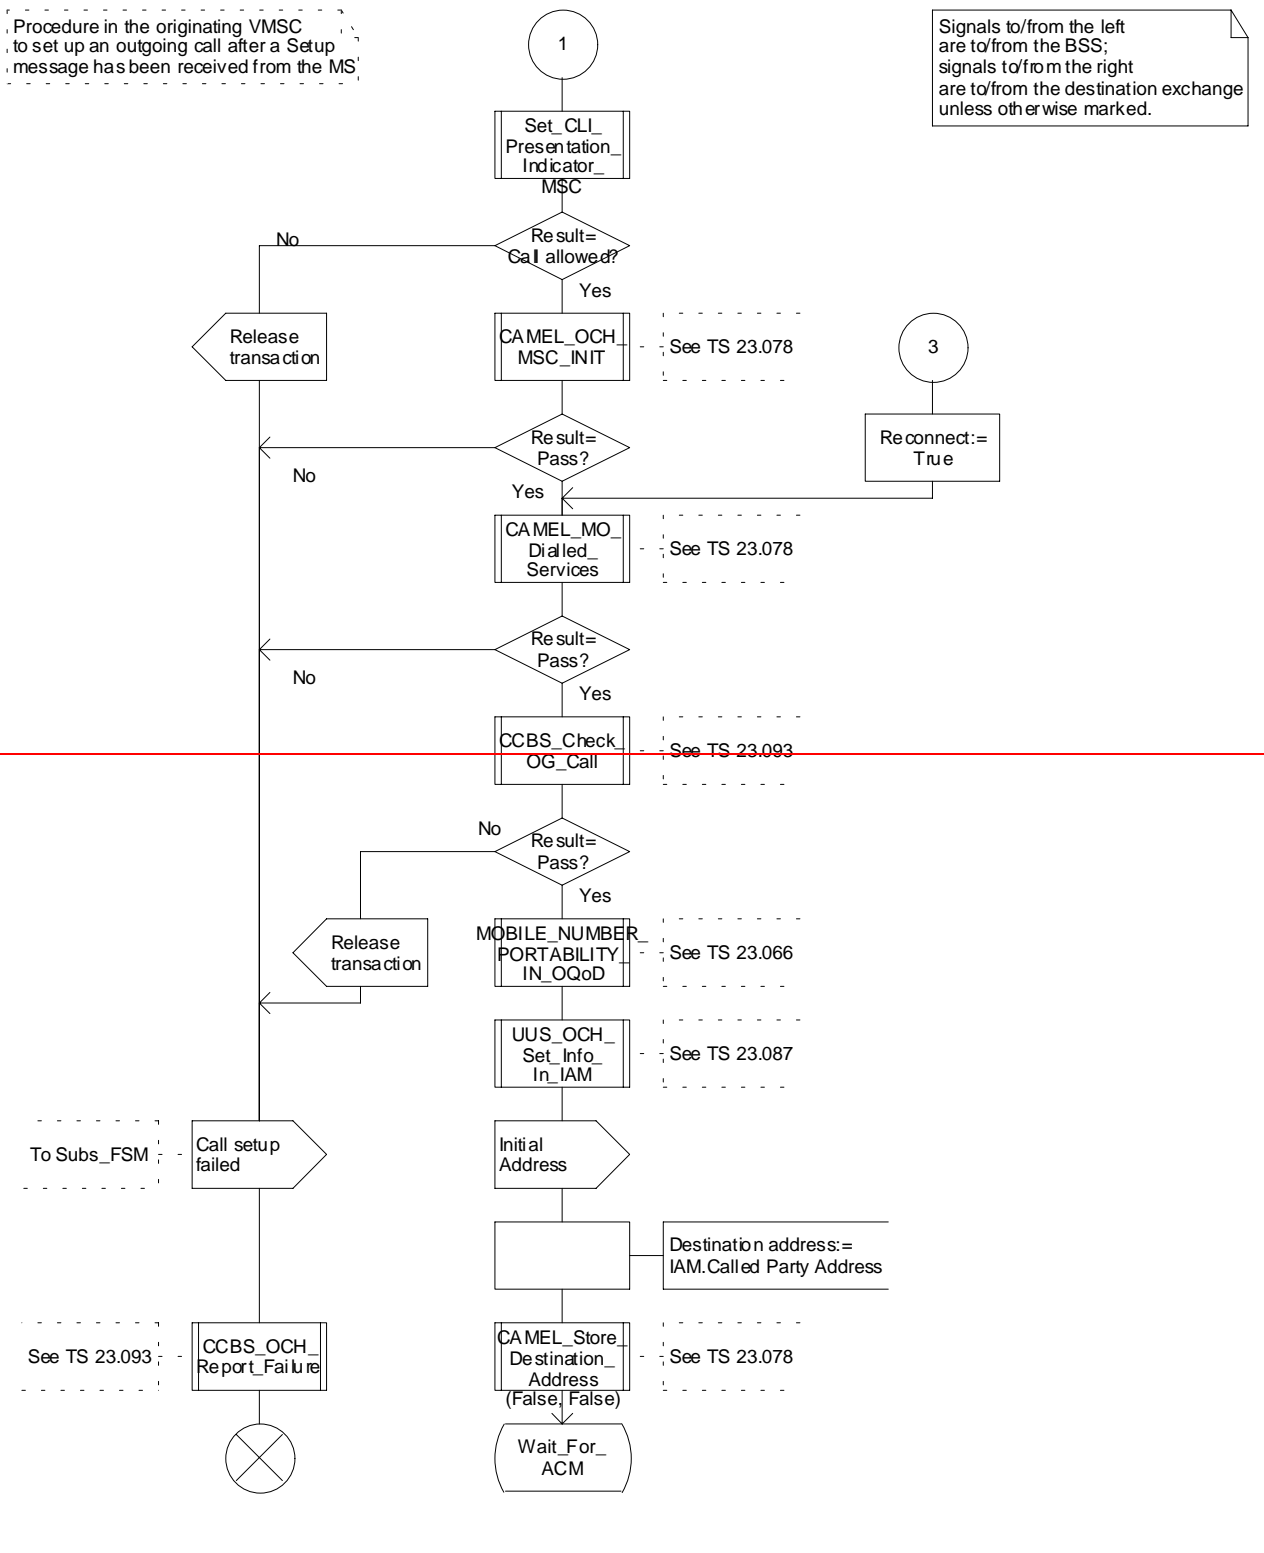 Procedure in the originating VMSC
to set up an outgoing call after a Setup
message has been received from the MS
1
Signals to/from the left
are to/from the BSS;
signals to/from the right
are to/from the destination exchange
unless otherwise marked.
Set_CLI_
Presentation_
Indicator_
MSC
No
Result=
Call allowed?
Yes
Release
transaction
CAMEL_OCH_
MSC_INIT
See TS 23.078
3
Result=
Pass?
No
Yes
Reconnect:=
True
CAMEL_MO_
Dialled_
Services
See TS 23.078
Result=
Pass?
No
Yes
CCBS_Check_
OG_Call
See TS 23.093
No
Result=
Pass?
Yes
Release
transaction
MOBILE_NUMBER_
PORTABILITY_
IN_OQoD
See TS 23.066
UUS_OCH_
Set_Info_
In_IAM
See TS 23.087
To Subs_FSM
Call setup
failed
Initial
Address
Destination address:=
IAM.Called Party Address
See TS 23.093
CCBS_OCH_
Report_Failure
CAMEL_Store_
Destination_
Address
(False, False)
See TS 23.078
Wait_For_
ACM